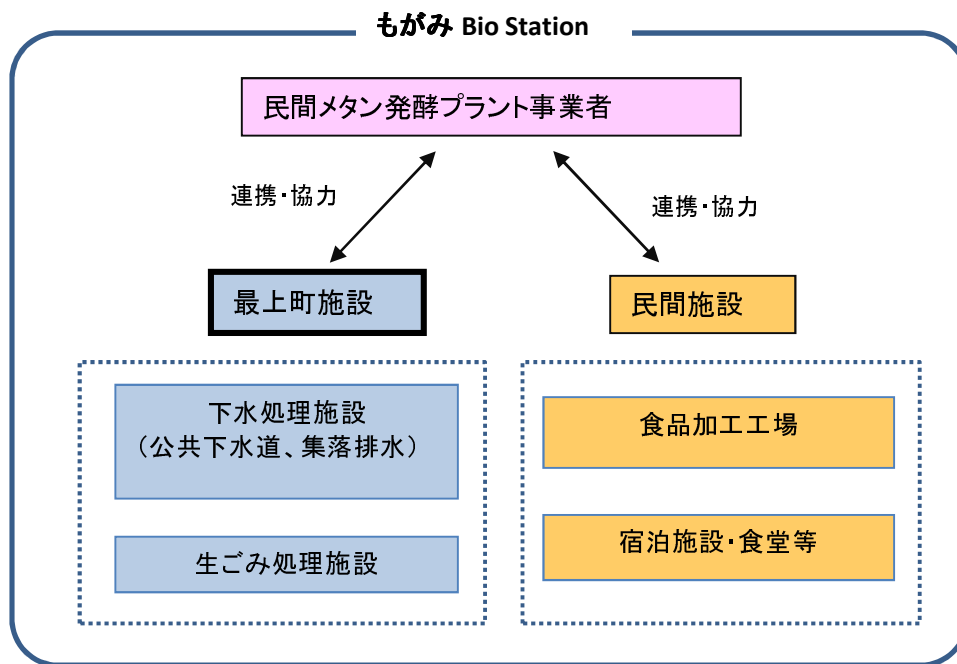 もがみ Bio Station
民間メタン発酵プラント事業者
連携・協力
連携・協力
最上町施設
民間施設
下水処理施設
（公共下水道、集落排水）
生ごみ処理施設
食品加工工場
宿泊施設・食堂等